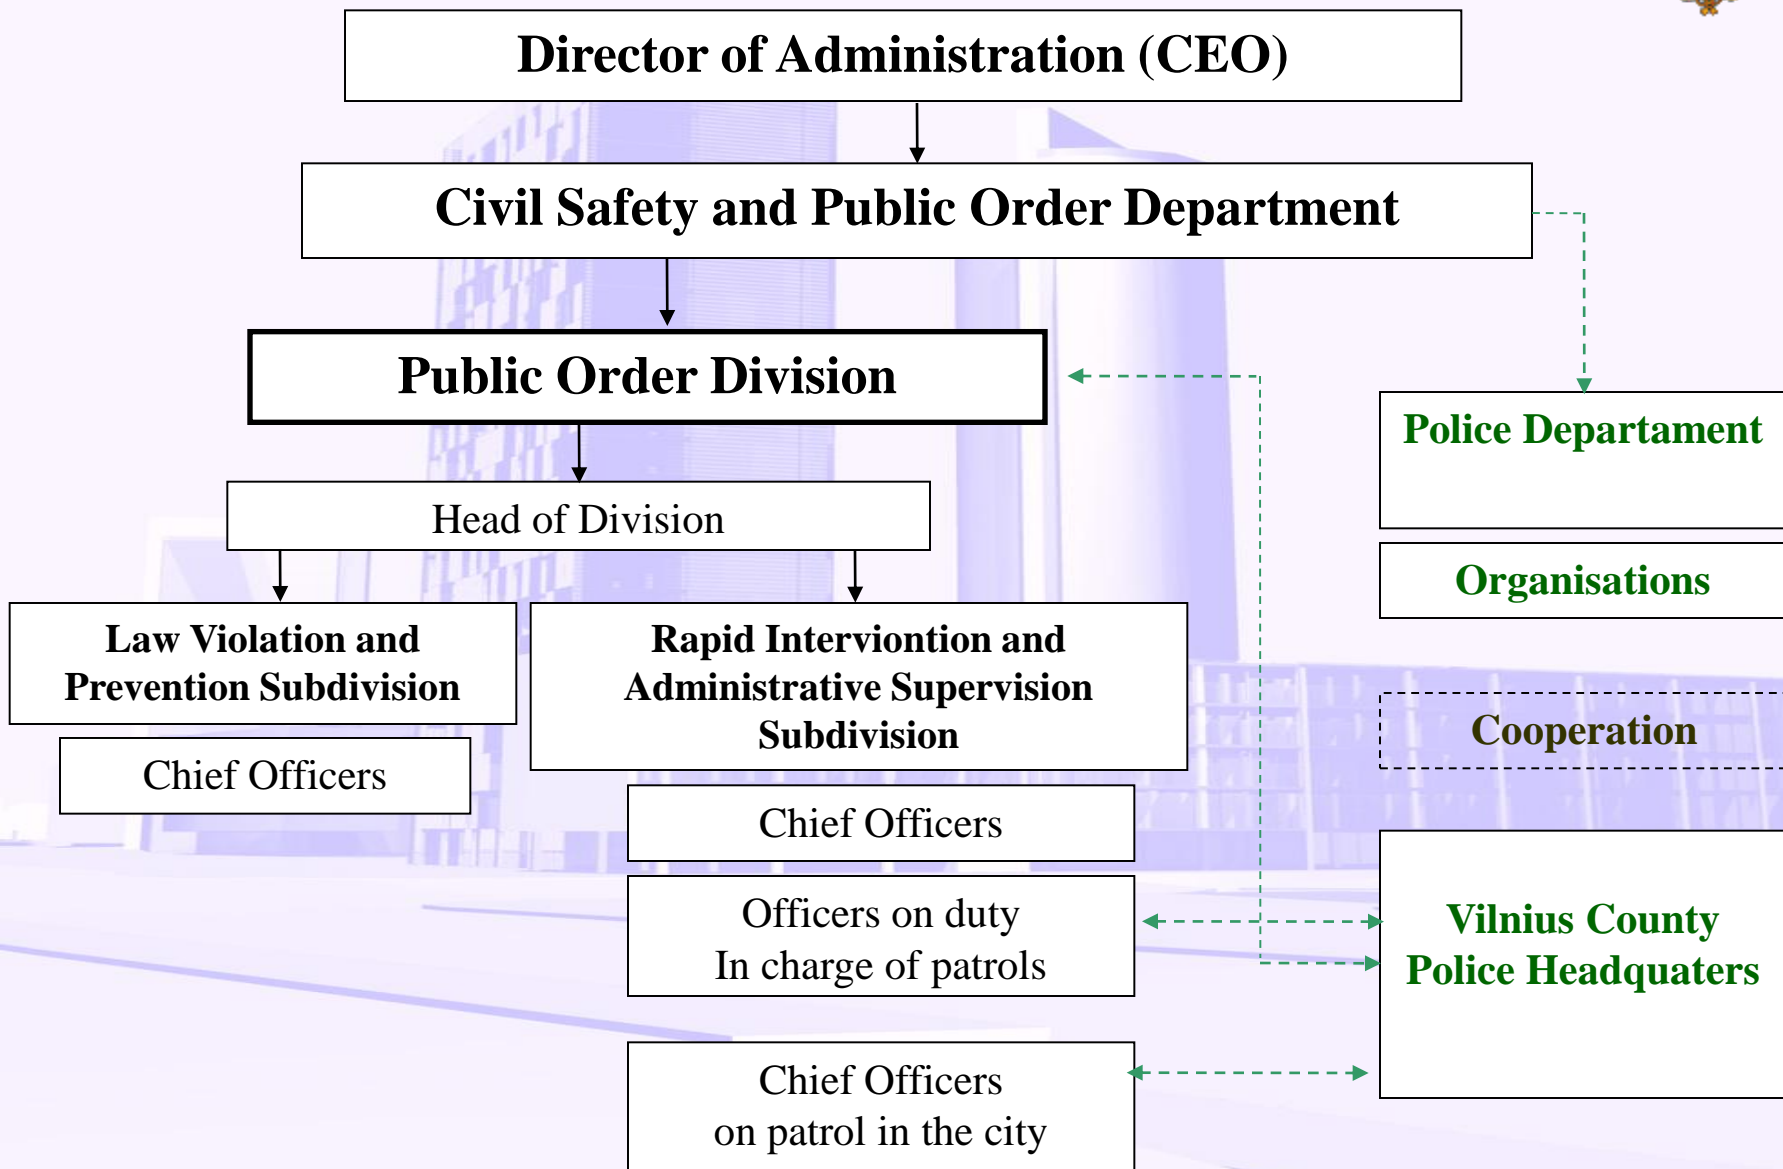 Director of Administration (CEO)
Civil Safety and Public Order Department
Public Order Division
Head of Division
Law Violation and
Prevention Subdivision
Chief Officers
Rapid Interviontion and
Administrative Supervision
Subdivision
Chief Officers
Officers on duty
In charge of patrols
Chief Officers
on patrol in the city
Police Departament
Organisations
Cooperation
Vilnius County
Police Headquaters